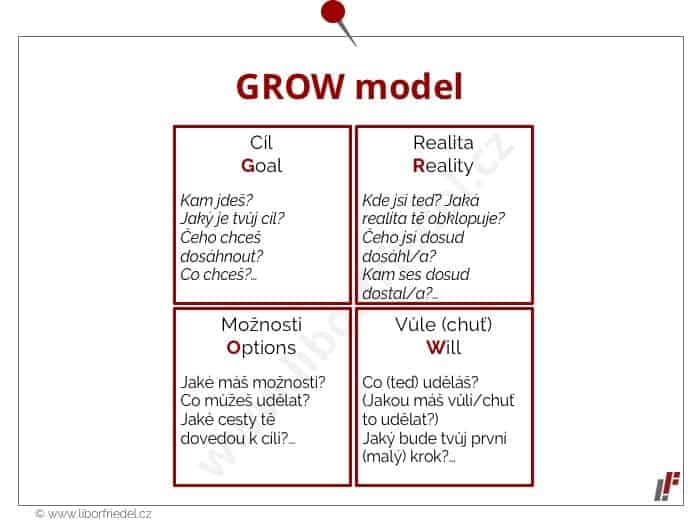 GROW model
Cíl
Goal
Kam jdeš?
Jaký je tvůj cíl?
Čeho chceš
dosáhnout?
Co chceš?...
Realita
Reality
Kde jsi teď? Jaká
realita tě obklopuje?
Čeho jsi dosud
dosáhl/a?
Kam ses dosud
dostal/a?...
Možnosti
Options
Jaké máš možnosti?
Co můžeš udělat?
Jaké cesty tě
dovedou k cíli?...
Vůle (chuť)
Will
Co (teď) uděláš?
(Jakou máš vůli/chuť
to udělat?)
Jaký bude tvůj první
(malý) krok?...
www.liborfriedel.cz
© www.liborfriedel.cz